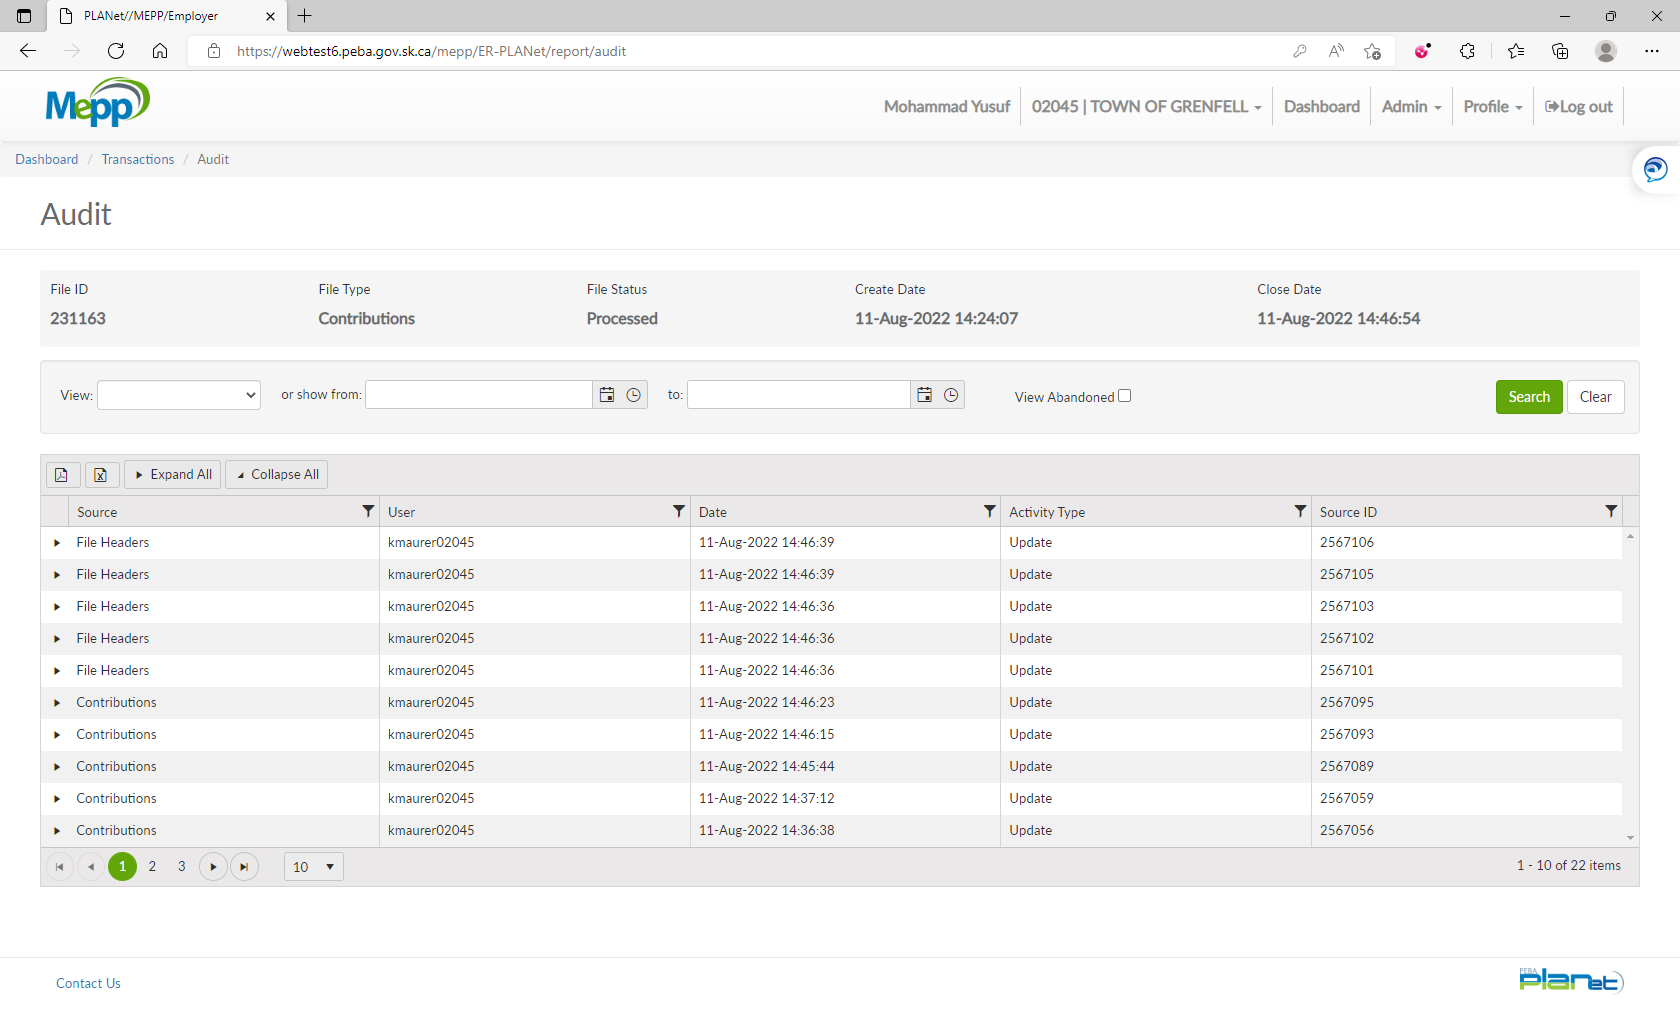 PLANet//MEPP/Employer
https://webtest6.peba.gov.sk.ca/mepp/ER-PLANet/report/audit
Mepp
Mohammad Yusuf
02045 | TOWN OF GRENFELL
Dashboard
Admin
Profile
Log out
Dashboard / Transactions / Audit
Audit
File ID File Type File Status Create Date Close Date
231163 Contributions Processed 11-Aug-2022 14:24:07 11-Aug-2022 14:46:54
View: or show from: to: View Abandoned Search Clear
Expand All Collapse All
Source User Date Activity Type Source ID
File Headers kmaurer02045 11-Aug-2022 14:46:39 Update 2567106
File Headers kmaurer02045 11-Aug-2022 14:46:39 Update 2567105
File Headers kmaurer02045 11-Aug-2022 14:46:36 Update 2567103
File Headers kmaurer02045 11-Aug-2022 14:46:36 Update 2567102
File Headers kmaurer02045 11-Aug-2022 14:46:36 Update 2567101
Contributions kmaurer02045 11-Aug-2022 14:46:23 Update 2567095
Contributions kmaurer02045 11-Aug-2022 14:46:15 Update 2567093
Contributions kmaurer02045 11-Aug-2022 14:45:44 Update 2567089
Contributions kmaurer02045 11-Aug-2022 14:37:12 Update 2567059
Contributions kmaurer02045 11-Aug-2022 14:36:38 Update 2567056
1 2 3 10 1 - 10 of 22 items
Contact Us
PEBA
planet